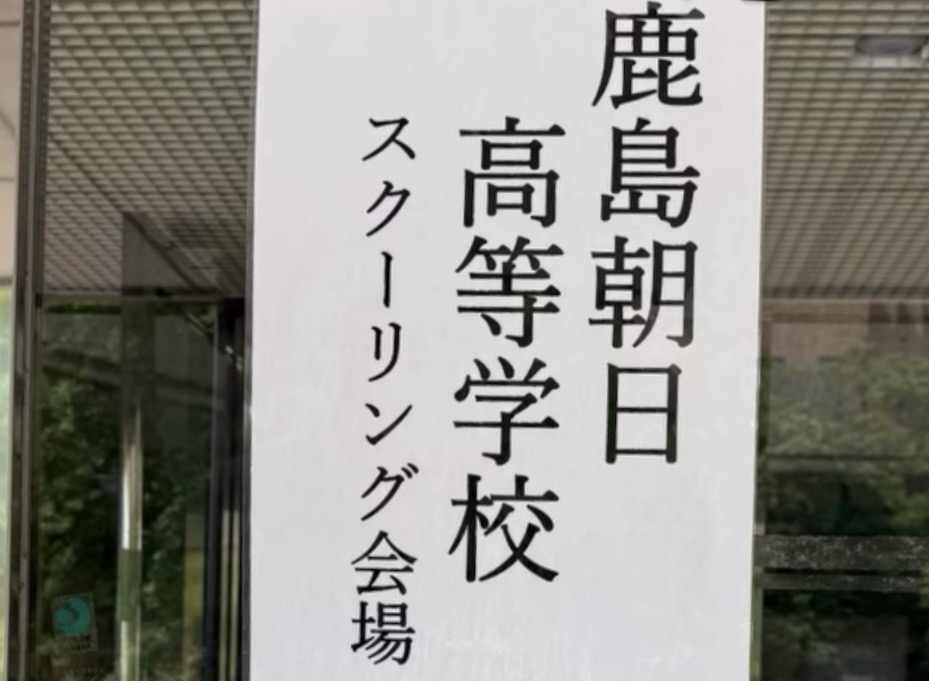 鹿島朝日
高等学校
スクーリング会場